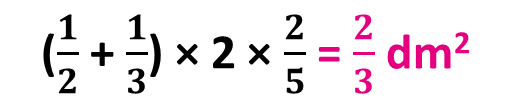 (1/2 + 1/3) × 2 × 2/5 = 2/3 dm²